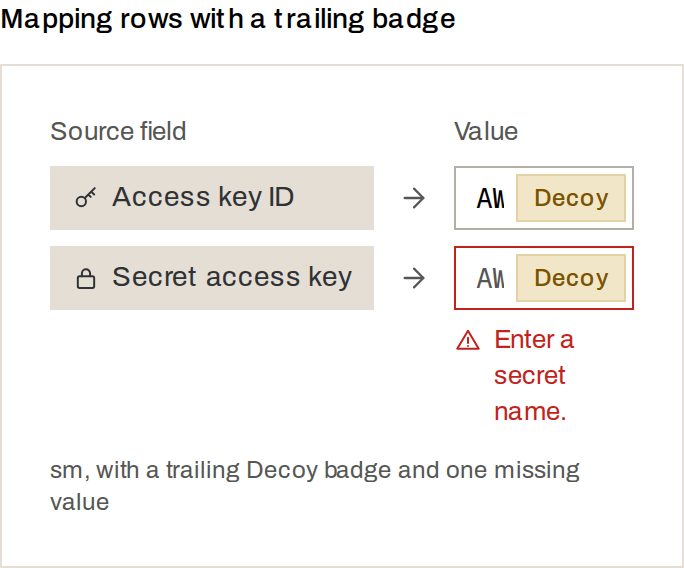 Mapping rows with a trailing badge
Source field
Value
Access key ID
AW
Decoy
Secret access key
AW
Decoy
Enter a
secret
name.
sm, with a trailing Decoy badge and one missing
value